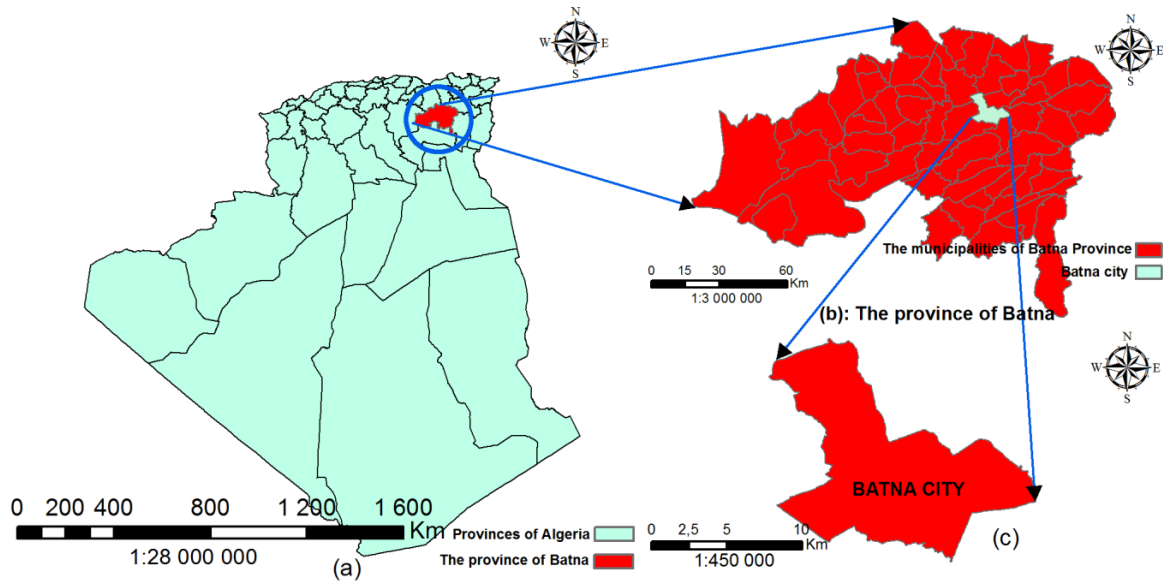 N
W E
S
0 200 400 800 1 200 1 600
Km
1:28 000 000
(a)
Provinces of Algeria
The province of Batna
N
W E
S
The municipalities of Batna Province
Batna city
0 15 30 60
Km
1:3 000 000
(b): The province of Batna
N
W E
S
BATNA CITY
0 2,5 5 10
Km
1:450 000
(c)